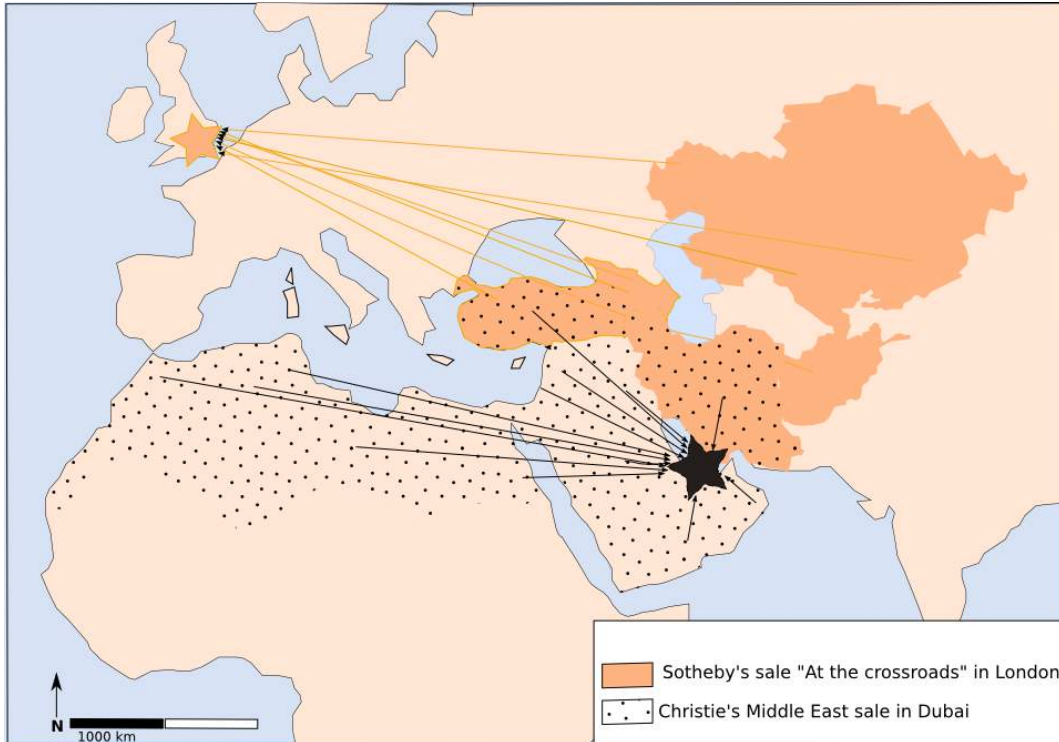 Sotheby's sale "At the crossroads" in London
Christie's Middle East sale in Dubai
N
1000 km